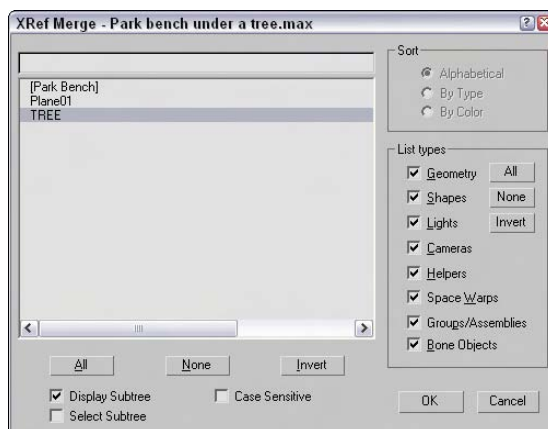 XRef Merge - Park bench under a tree.max
[Park Bench]
Plane01
TREE
All
None
Invert
Display Subtree
Case Sensitive
Select Subtree
Sort
Alphabetical
By Type
By Color
List types
Geometry
All
Shapes
None
Lights
Invert
Cameras
Helpers
Space Warps
Groups/Assemblies
Bone Objects
OK
Cancel